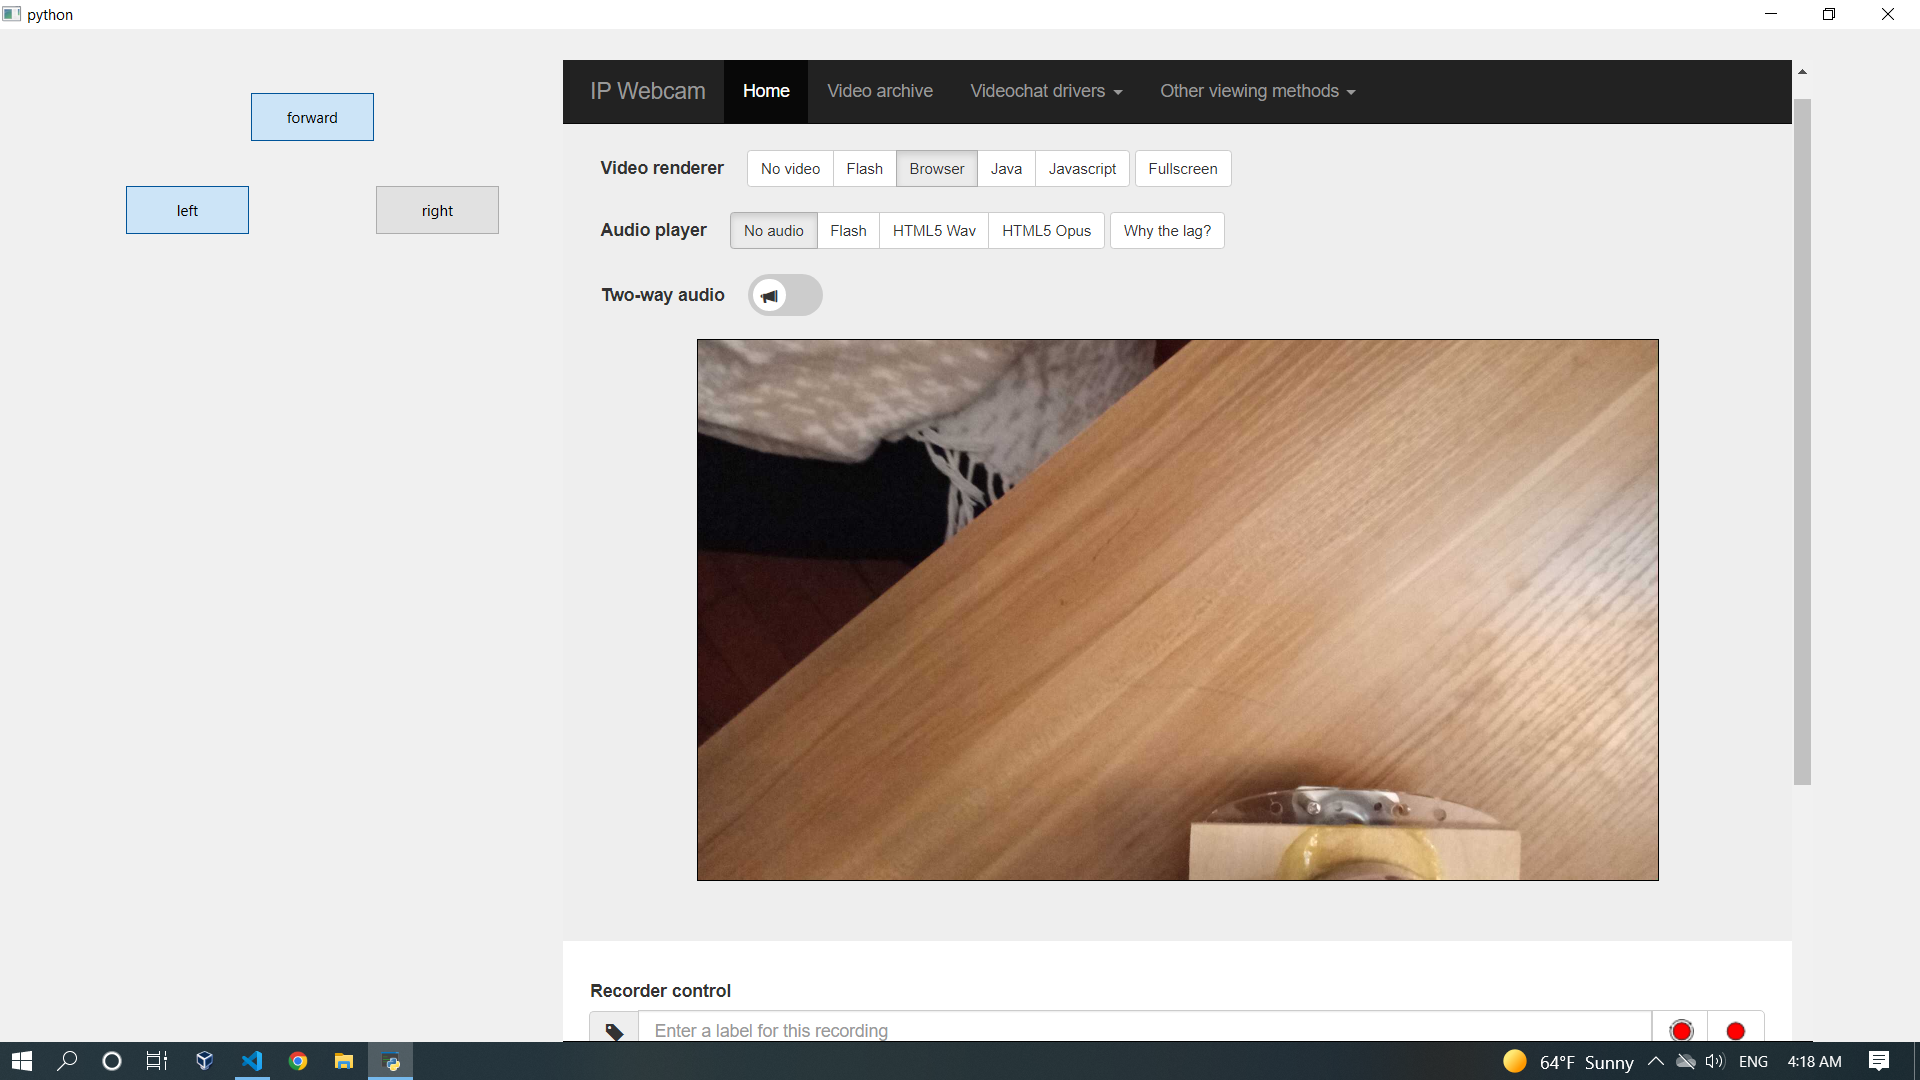 python
forward
left
right
IP Webcam Home Video archive Videochat drivers Other viewing methods
Video renderer No video Flash Browser Java Javascript Fullscreen
Audio player No audio Flash HTML5 Wav HTML5 Opus Why the lag?
Two-way audio
Recorder control
Enter a label for this recording
64°F Sunny ENG 4:18 AM